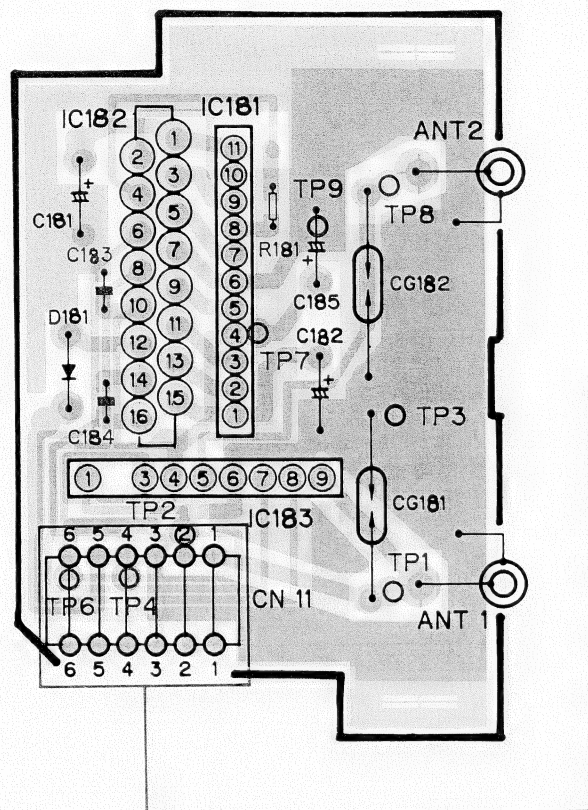 IC182
IC181
ANT2
1
2
3
4
5
6
7
8
9
10
11
12
13
14
15
16
11
10
9
8
7
6
5
4
3
2
1
+
C181
C183
D181
C184
R181
TP9
+
C185
C182
+
TP7
TP8
CG182
TP3
CG181
TP1
ANT 1
1 3 4 5 6 7 8 9
TP2
IC183
6 5 4 3 2 1
TP6 TP4
CN 11
6 5 4 3 2 1